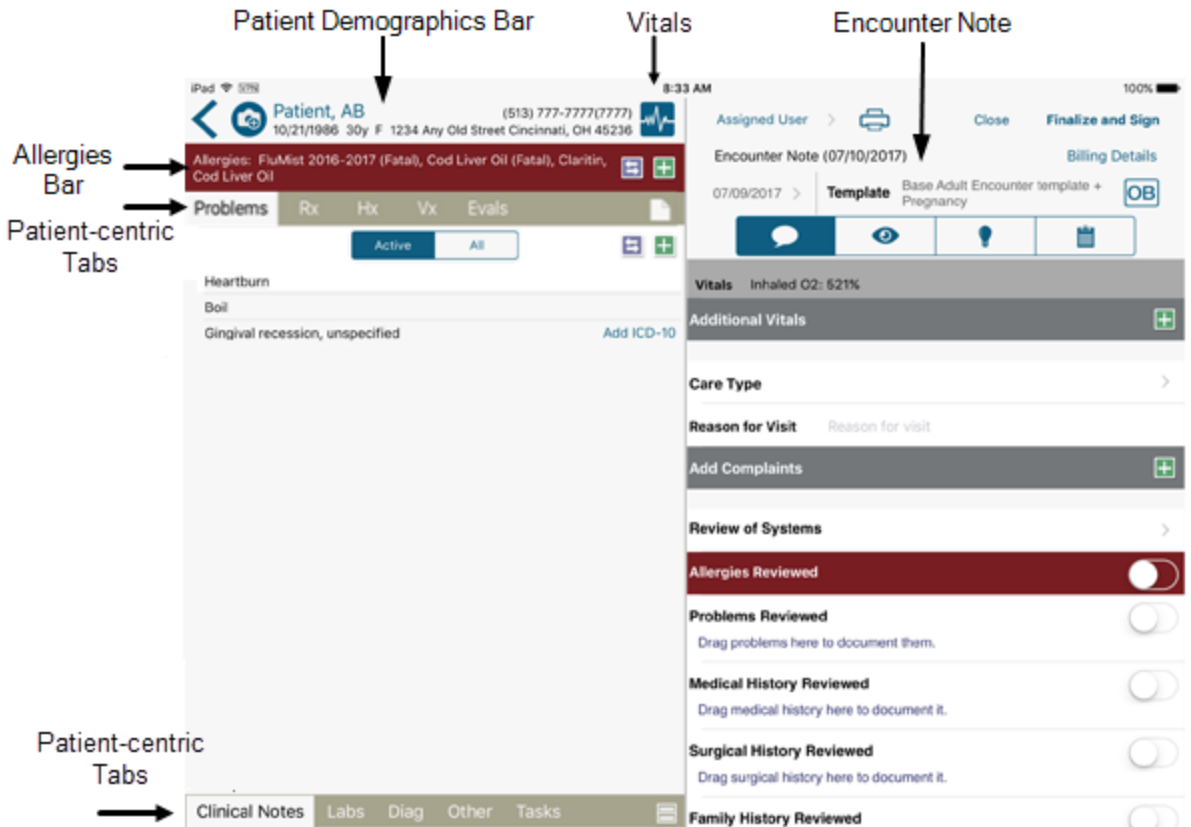 Patient Demographics Bar
Vitals
Encounter Note
iPad VPN
8:33 AM
100%
Patient, AB
(513) 777-7777(7777)
10/21/1986 30y F 1234 Any Old Street Cincinnati, OH 45236
Assigned User
Close
Finalize and Sign
Allergies Bar
Allergies: FluMist 2016-2017 (Fatal), Cod Liver Oil (Fatal), Claritin,
Cod Liver Oil
Encounter Note (07/10/2017)
Billing Details
07/09/2017
Template
Base Adult Encounter template +
Pregnancy
OB
Patient-centric
Tabs
Problems Rx Hx Vx Evals
Active All
Heartburn
Boil
Gingival recession, unspecified
Add ICD-10
Vitals Inhaled O2: 521%
Additional Vitals
Care Type
Reason for Visit Reason for visit
Add Complaints
Review of Systems
Allergies Reviewed
Problems Reviewed
Drag problems here to document them.
Medical History Reviewed
Drag medical history here to document it.
Surgical History Reviewed
Drag surgical history here to document it.
Family History Reviewed
Patient-centric
Tabs
Clinical Notes Labs Diag Other Tasks